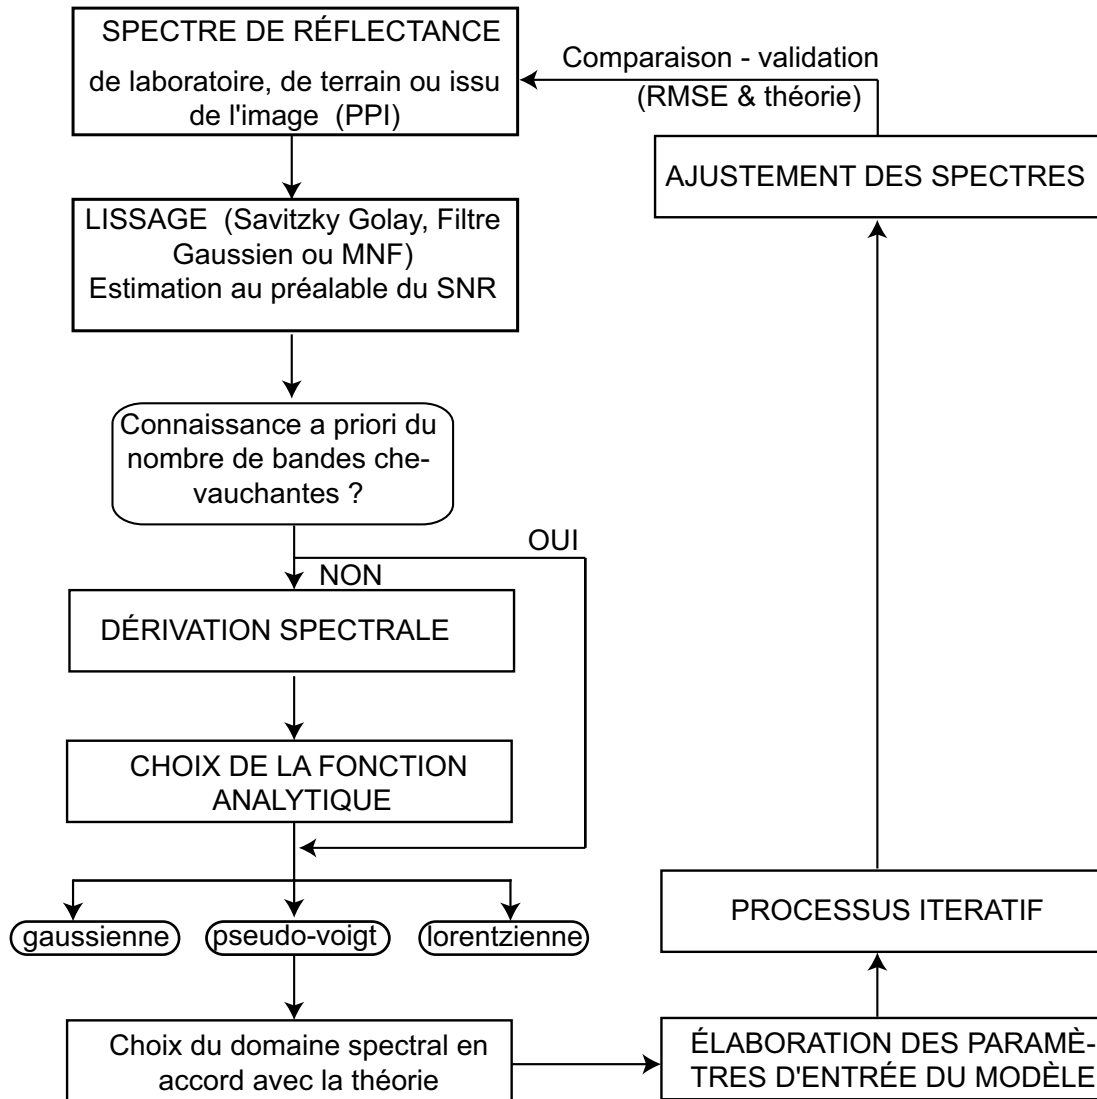 SPECTRE DE RÉFLECTANCE
de laboratoire, de terrain ou issu
de l'image (PPI)
Comparaison - validation
(RMSE & théorie)
AJUSTEMENT DES SPECTRES
LISSAGE (Savitzky Golay, Filtre
Gaussien ou MNF)
Estimation au préalable du SNR
Connaissance a priori du
nombre de bandes che-
vauchantes ?
OUI
NON
DÉRIVATION SPECTRALE
CHOIX DE LA FONCTION
ANALYTIQUE
gaussienne
pseudo-voigt
lorentzienne
PROCESSUS ITERATIF
Choix du domaine spectral en
accord avec la théorie
ÉLABORATION DES PARAMÈ-
TRES D'ENTRÉE DU MODÈLE